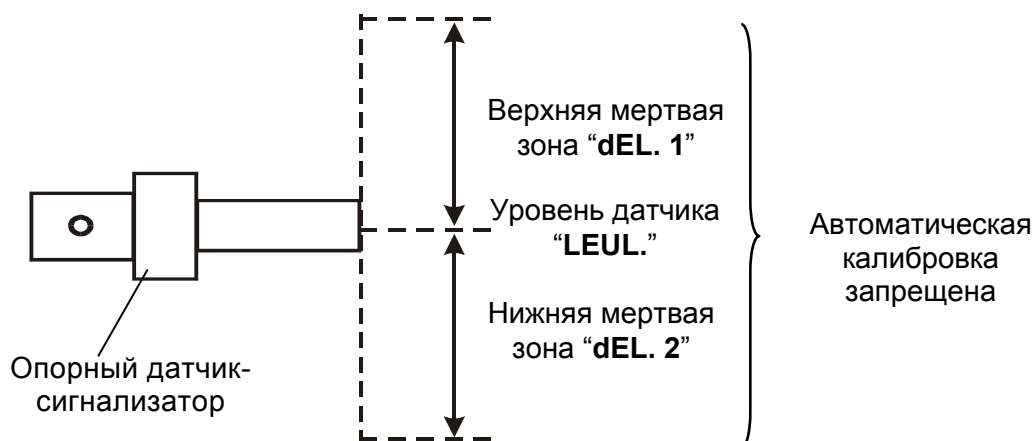 Верхняя мертвая
зона “dEL. 1”
Уровень датчика
“LEUL.”
Нижняя мертвая
зона “dEL. 2”
Автоматическая
калибровка
запрещена
Опорный датчик-
сигнализатор